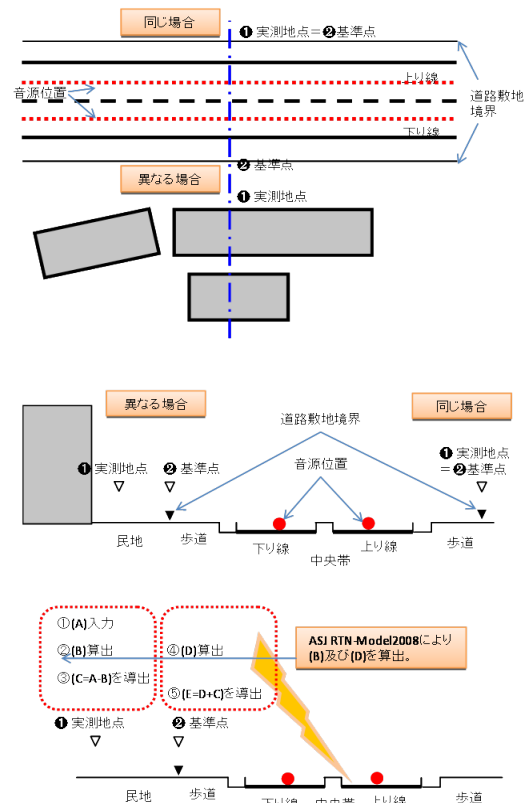 同じ場合
❶ 実測地点＝❷基準点
上り線
音源位置
道路敷地
境界
下り線
❷ 基準点
異なる場合
❶ 実測地点
異なる場合
同じ場合
道路敷地境界
❶ 実測地点
＝❷基準点
❶ 実測地点
❷ 基準点
音源位置
民地
歩道
下り線
中央帯
上り線
歩道
①(A)入力
②(B)算出
③(C=A-B)を導出
④(D)算出
⑤(E=D+C)を導出
ASJ RTN-Model2008により
(B)及び(D)を算出。
❶ 実測地点
❷ 基準点
民地
歩道
下り線
中央帯
上り線
歩道